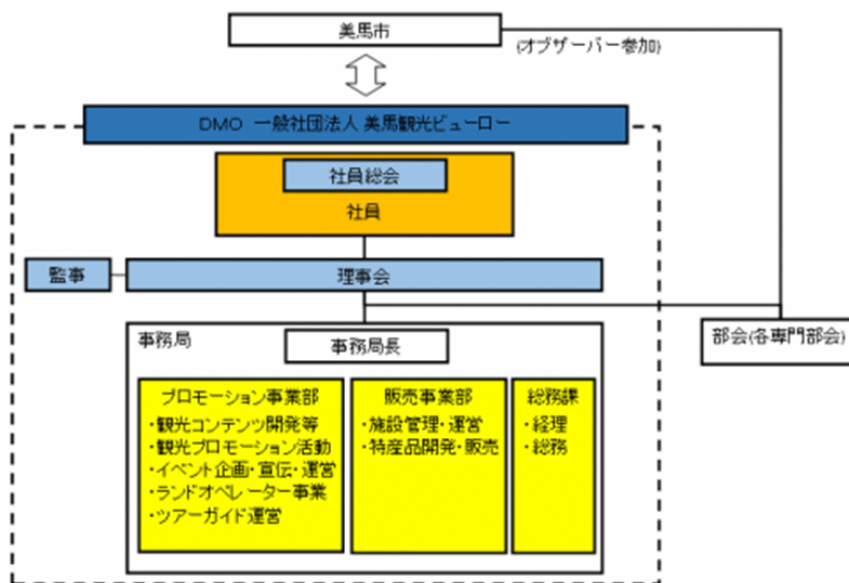 美馬市
(オブザーバー参加)
DMO 一般社団法人 美馬観光ビューロー
社員総会
社員
監事
理事会
部会(各専門部会)
事務局
事務局長
プロモーション事業部
・観光コンテンツ開発等
・観光プロモーション活動
・イベント企画・宣伝・運営
・ランドオペレーター事業
・ツアーガイド運営
販売事業部
・施設管理・運営
・特産品開発・販売
総務課
・経理
・総務